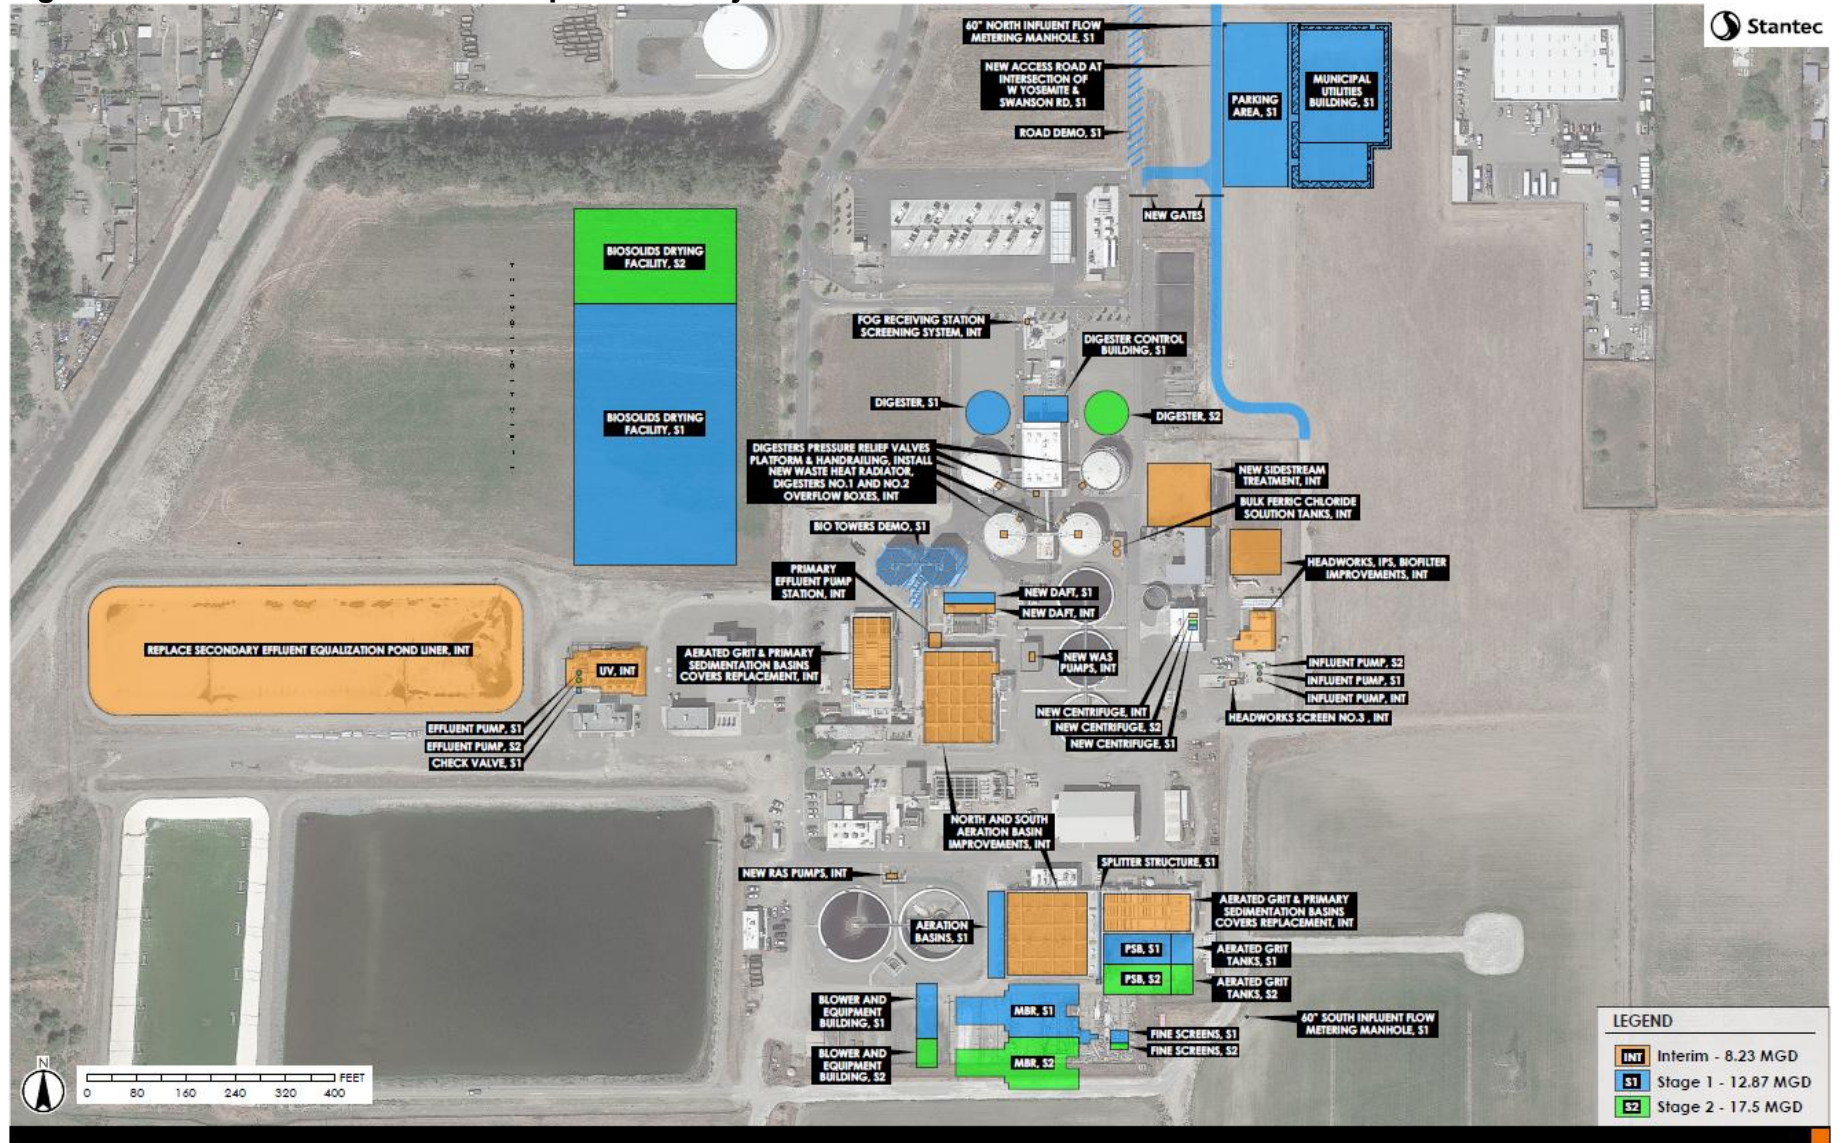 Stantec
60" NORTH INFLUENT FLOW
METERING MANHOLE, S1
NEW ACCESS ROAD AT
INTERSECTION OF
W YOSEMITE &
SWANSON RD, S1
ROAD DEMO, S1
PARKING
AREA, S1
MUNICIPAL
UTILITIES
BUILDING, S1
NEW GATES
BIOSOLIDS DRYING
FACILITY, S2
BIOSOLIDS DRYING
FACILITY, S1
FOG RECEIVING STATION
SCREENING SYSTEM, INT
DIGESTER CONTROL
BUILDING, S1
DIGESTER, S1
DIGESTER, S2
DIGESTERS PRESSURE RELIEF VALVES
PLATFORM & HANDRAILING, INSTALL
NEW WASTE HEAT RADIATOR,
DIGESTERS NO.1 AND NO.2
OVERFLOW BOXES, INT
NEW SIDESTREAM
TREATMENT, INT
BULK FERRIC CHLORIDE
SOLUTION TANKS, INT
BIO TOWERS DEMO, S1
HEADWORKS, IPS, BIOFILTER
IMPROVEMENTS, INT
PRIMARY
EFFLUENT PUMP
STATION, INT
NEW DAFT, S1
NEW DAFT, INT
REPLACE SECONDARY EFFLUENT EQUALIZATION POND LINER, INT
UV, INT
AERATED GRIT & PRIMARY
SEDIMENTATION BASINS
COVERS REPLACEMENT, INT
NEW WAS
PUMPS, INT
INFLUENT PUMP, S2
INFLUENT PUMP, S1
INFLUENT PUMP, INT
HEADWORKS SCREEN NO.3 , INT
NEW CENTRIFUGE, INT
NEW CENTRIFUGE, S2
NEW CENTRIFUGE, S1
EFFLUENT PUMP, S1
EFFLUENT PUMP, S2
CHECK VALVE, S1
NORTH AND SOUTH
AERATION BASIN
IMPROVEMENTS, INT
SPLITTER STRUCTURE, S1
NEW RAS PUMPS, INT
AERATED GRIT & PRIMARY
SEDIMENTATION BASINS
COVERS REPLACEMENT, INT
AERATION
BASINS, S1
PSB, S1
AERATED GRIT
TANKS, S1
PSB, S2
AERATED GRIT
TANKS, S2
BLOWER AND
EQUIPMENT
BUILDING, S1
MBR, S1
60" SOUTH INFLUENT FLOW
METERING MANHOLE, S1
FINE SCREENS, S1
FINE SCREENS, S2
BLOWER AND
EQUIPMENT
BUILDING, S2
MBR, S2
LEGEND
INT Interim - 8.23 MGD
S1 Stage 1 - 12.87 MGD
S2 Stage 2 - 17.5 MGD
N
FEET
0 80 160 240 320 400